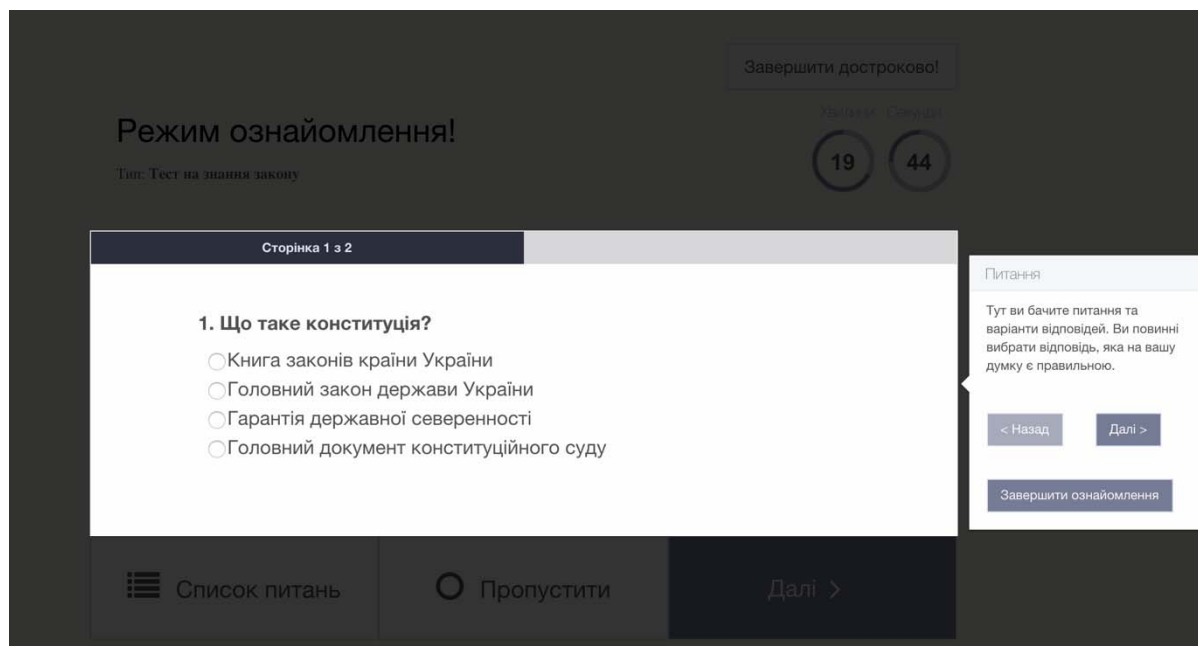 Завершити достроково!
Режим ознайомлення!
Хвилини Секунди
19 44
Тип: Тест на знання закону
Сторінка 1 з 2
1. Що таке конституція?
Книга законів країни України
Головний закон держави України
Гарантія державної северенності
Головний документ конституційного суду
Питання
Тут ви бачите питання та
варіанти відповідей. Ви повинні
вибрати відповідь, яка на вашу
думку є правильною.
< Назад Далі >
Завершити ознайомлення
Список питань Пропустити Далі >